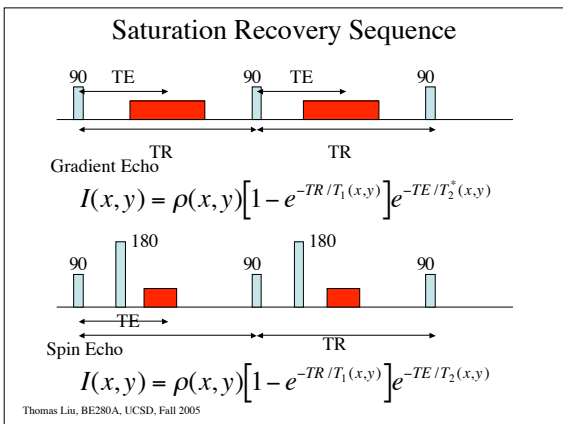 Saturation Recovery Sequence
90 TE 90 TE 90
TR TR
Gradient Echo
I(x, y) = ρ(x, y)[1 − e^{−TR/T_1(x,y)}]e^{−TE/T_2^*(x,y)}
180 180
90 90 90
TE
TR
Spin Echo
I(x, y) = ρ(x, y)[1 − e^{−TR/T_1(x,y)}]e^{−TE/T_2(x,y)}
Thomas Liu, BE280A, UCSD, Fall 2005